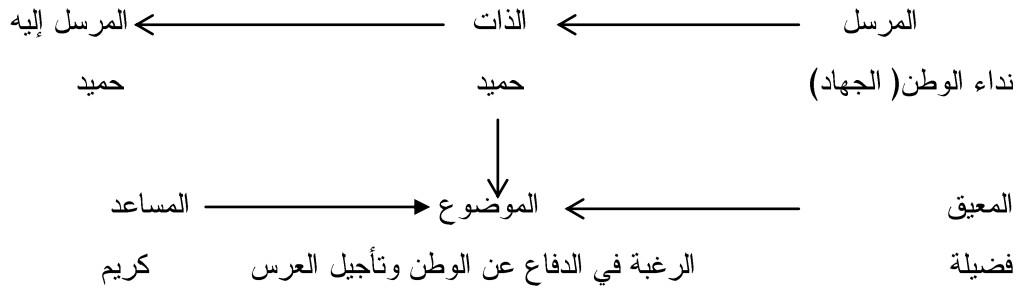 المرسل الذات المرسل إليه
نداء الوطن( الجهاد) حميد حميد
المعيق الموضوع المساعد
فضيلة الرغبة في الدفاع عن الوطن وتأجيل العرس كريم